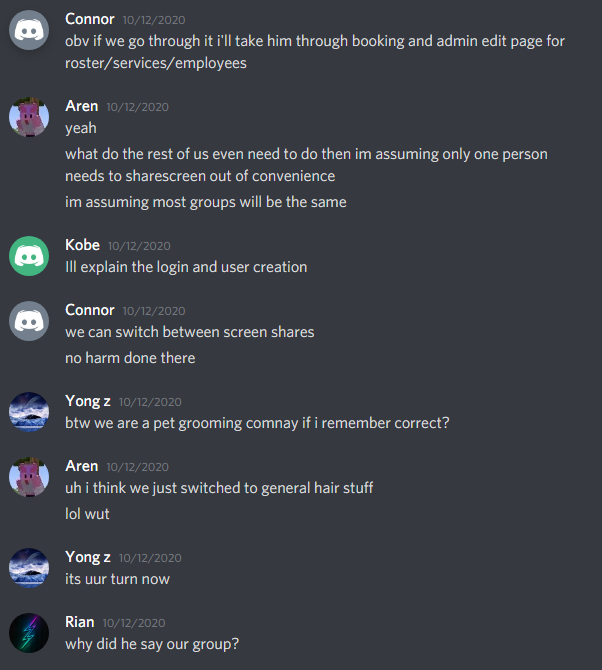 Connor 10/12/2020
obv if we go through it i'll take him through booking and admin edit page for
roster/services/employees
Aren 10/12/2020
yeah
what do the rest of us even need to do then im assuming only one person
needs to sharescreen out of convenience
im assuming most groups will be the same
Kobe 10/12/2020
Ill explain the login and user creation
Connor 10/12/2020
we can switch between screen shares
no harm done there
Yong z 10/12/2020
btw we are a pet grooming comnay if i remember correct?
Aren 10/12/2020
uh i think we just switched to general hair stuff
lol wut
Yong z 10/12/2020
its uur turn now
Rian 10/12/2020
why did he say our group?